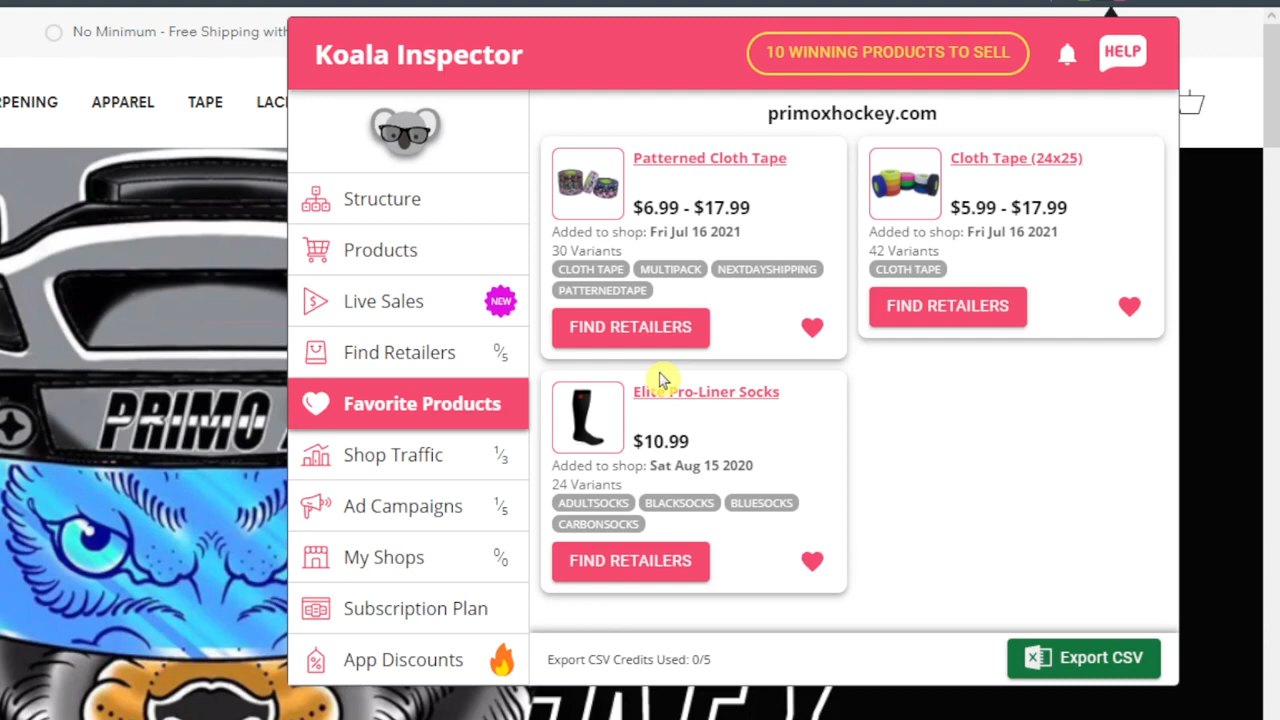 No Minimum - Free Shipping with
RPENING
APPAREL
TAPE
LAC
PRIMO
Koala Inspector
10 WINNING PRODUCTS TO SELL
HELP
Structure
Products
Live Sales
NEW
Find Retailers
0/5
Favorite Products
Shop Traffic
1/3
Ad Campaigns
1/5
My Shops
0/0
Subscription Plan
App Discounts
primoxhockey.com
Patterned Cloth Tape
$6.99 - $17.99
Added to shop: Fri Jul 16 2021
30 Variants
CLOTH TAPE
MULTIPACK
NEXTDAYSHIPPING
PATTERNEDTAPE
FIND RETAILERS
Cloth Tape (24x25)
$5.99 - $17.99
Added to shop: Fri Jul 16 2021
42 Variants
CLOTH TAPE
FIND RETAILERS
Elite Pro-Liner Socks
$10.99
Added to shop: Sat Aug 15 2020
24 Variants
ADULTSOCKS
BLACKSOCKS
BLUESOCKS
CARBONSOCKS
FIND RETAILERS
Export CSV Credits Used: 0/5
Export CSV